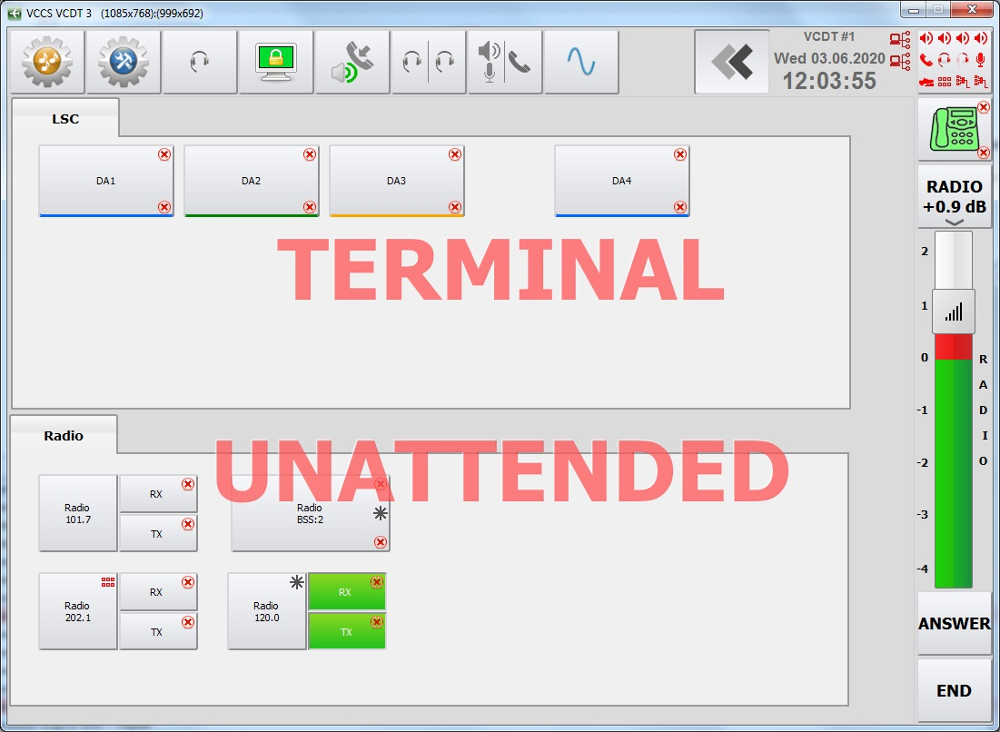 VCCS VCDT 3 (1085x768):(999x692)
VCDT #1
Wed 03.06.2020
12:03:55
LSC
DA1
DA2
DA3
DA4
TERMINAL
RADIO
+0.9 dB
2
1
0
-1
-2
-3
-4
RADIO
Radio
UNATTENDED
Radio
101.7
RX
TX
Radio
BSS:2
Radio
202.1
RX
TX
Radio
120.0
RX
TX
ANSWER
END